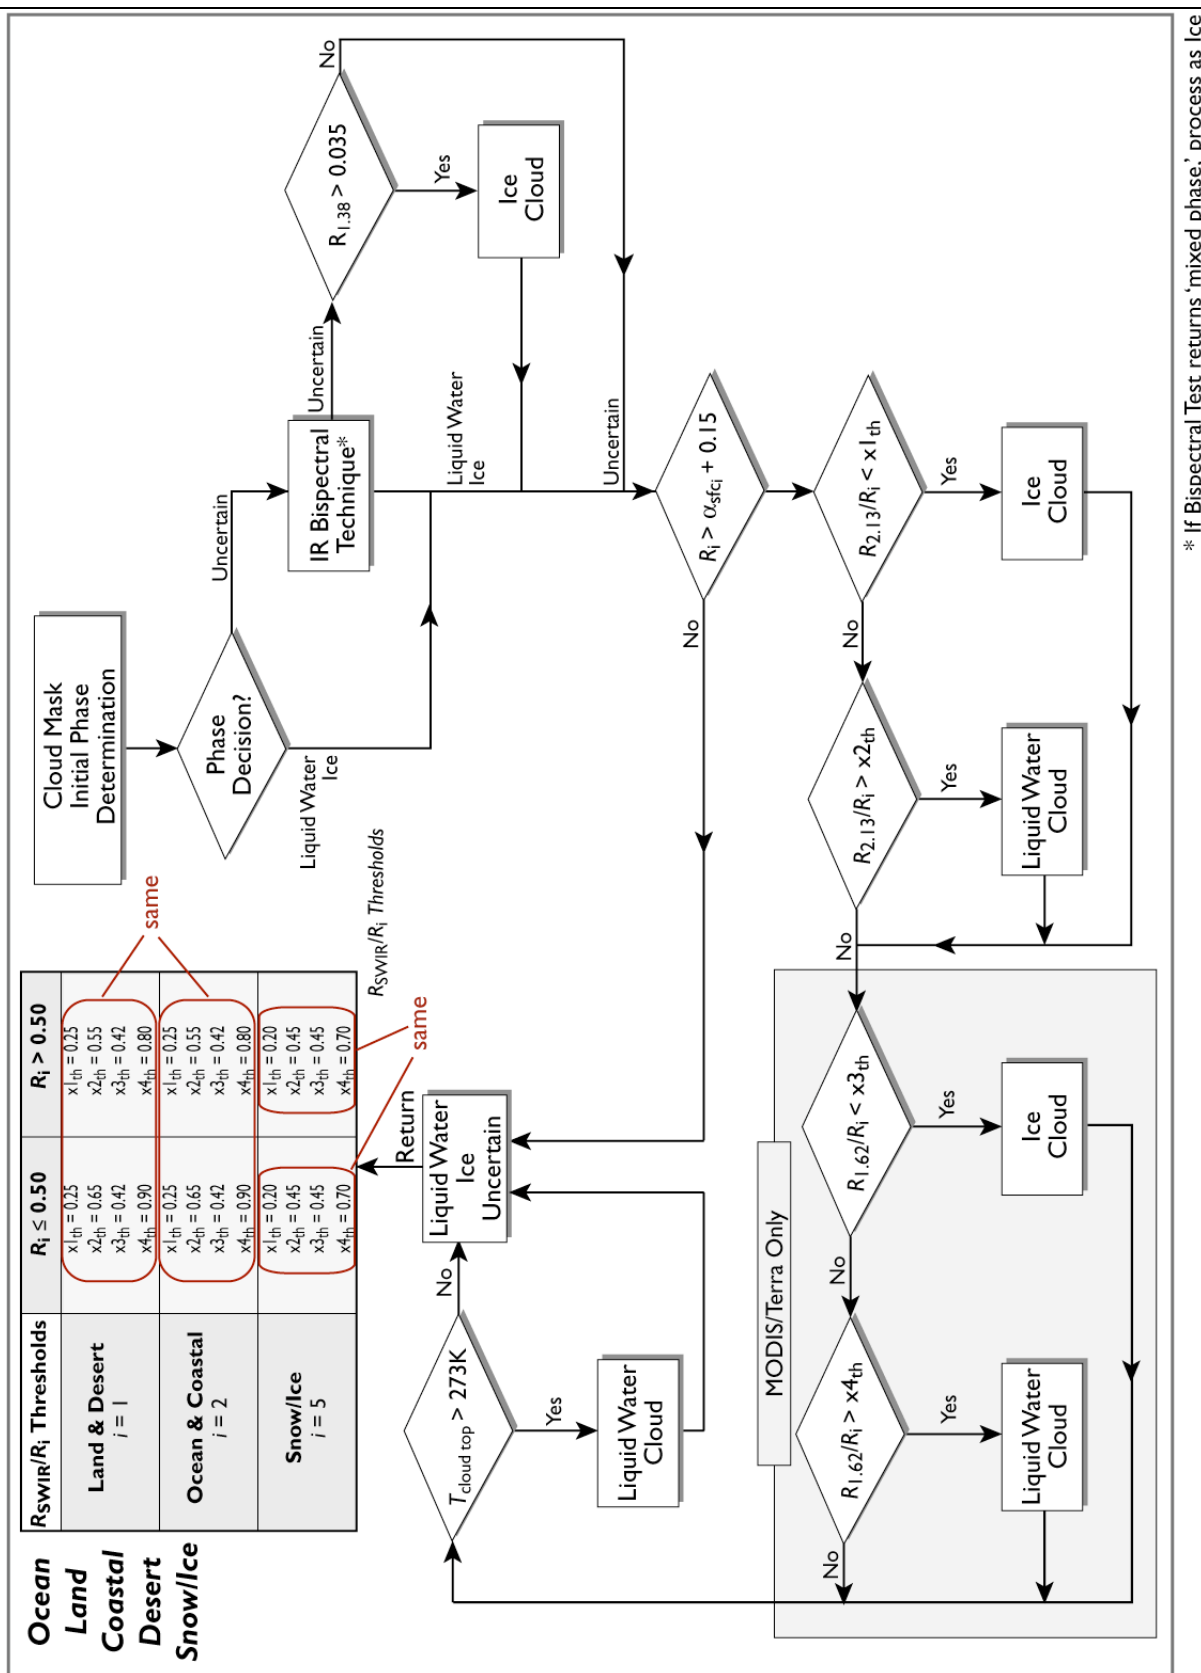 Ocean
Land
Coastal
Desert
Snow/Ice
RSWIR/Ri Thresholds
Ri ≤ 0.50
Ri > 0.50
Land & Desert
i = 1
x1th = 0.25
x2th = 0.65
x3th = 0.42
x4th = 0.90
x1th = 0.25
x2th = 0.55
x3th = 0.42
x4th = 0.80
Ocean & Coastal
i = 2
x1th = 0.25
x2th = 0.65
x3th = 0.42
x4th = 0.90
x1th = 0.25
x2th = 0.55
x3th = 0.42
x4th = 0.80
Snow/Ice
i = 5
x1th = 0.20
x2th = 0.45
x3th = 0.45
x4th = 0.70
x1th = 0.20
x2th = 0.45
x3th = 0.45
x4th = 0.70
same
same
RSWIR/Ri Thresholds
Cloud Mask
Initial Phase
Determination
Phase
Decision?
Uncertain
Liquid Water
Ice
IR Bispectral
Technique*
Uncertain
R1.38 > 0.035
No
Yes
Ice
Cloud
Liquid Water
Ice
Uncertain
Ri > αsfci + 0.15
No
R2.13/Ri < x1th
Yes
Ice
Cloud
No
R2.13/Ri > x2th
Yes
Liquid Water
Cloud
No
MODIS/Terra Only
R1.62/Ri < x3th
Yes
Ice
Cloud
No
R1.62/Ri > x4th
Yes
Liquid Water
Cloud
No
Tcloud top > 273K
Yes
Liquid Water
Cloud
No
Liquid Water
Ice
Uncertain
Return
* If Bispectral Test returns 'mixed phase,' process as Ice